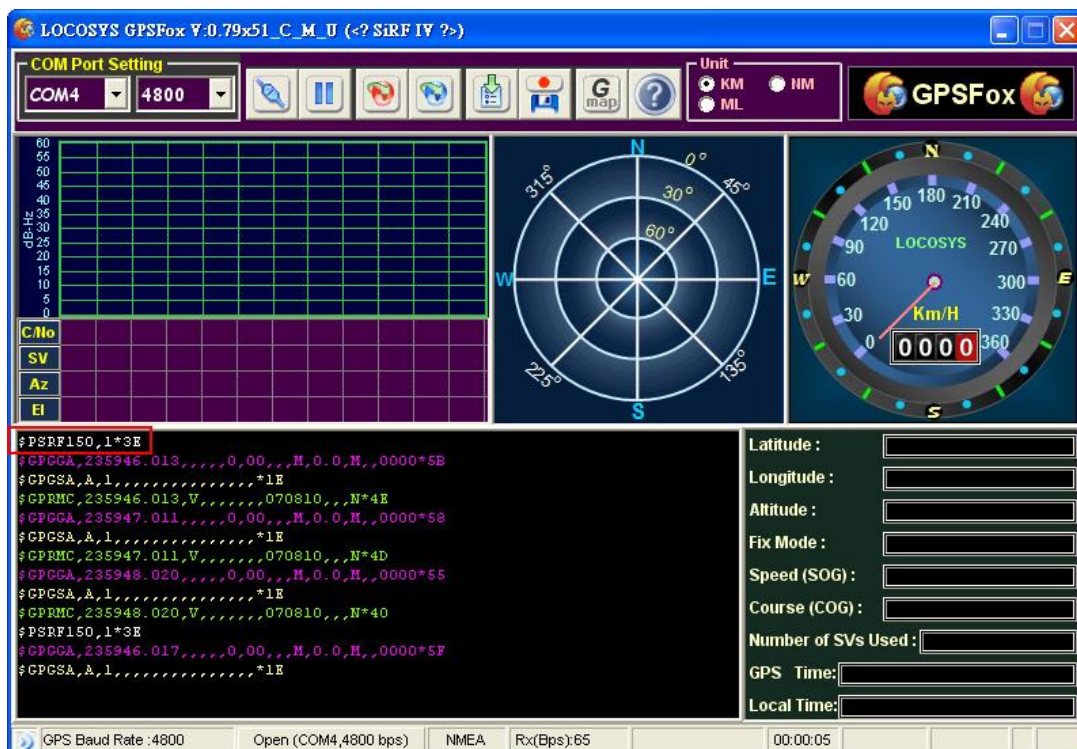 LOCOSYS GPSFox V:0.79x51_C_M_U (<? SiRF IV ?>)
COM Port Setting
COM4 4800
G map
?
Unit
KM NM
ML
GPSFox
60
55
50
45
40
35
30
25
20
15
10
5
0
dB-Hz
C/No
SV
Az
El
N
0°
45°
30°
60°
315°
W
E
225°
135°
S
N
150 180 210
120 240
90 LOCOSYS 270
W 60 300 E
30 Km/H 330
0 0000 360
S
$PSRF150,1*3E
$GPGGA,235946.013,,,,,0,00,,,M,0.0,M,,0000*5B
$GPGSA,A,1,,,,,,,,,,,,,,,*1E
$GPRMC,235946.013,V,,,,,,,070810,,,N*4E
$GPGGA,235947.011,,,,,0,00,,,M,0.0,M,,0000*58
$GPGSA,A,1,,,,,,,,,,,,,,,*1E
$GPRMC,235947.011,V,,,,,,,070810,,,N*4D
$GPGGA,235948.020,,,,,0,00,,,M,0.0,M,,0000*55
$GPGSA,A,1,,,,,,,,,,,,,,,*1E
$GPRMC,235948.020,V,,,,,,,070810,,,N*40
$PSRF150,1*3E
$GPGGA,235946.017,,,,,0,00,,,M,0.0,M,,0000*5F
$GPGSA,A,1,,,,,,,,,,,,,,,*1E
Latitude :
Longitude :
Altitude :
Fix Mode :
Speed (SOG) :
Course (COG) :
Number of SVs Used :
GPS Time:
Local Time:
GPS Baud Rate :4800 Open (COM4,4800 bps) NMEA Rx(Bps):65 00:00:05